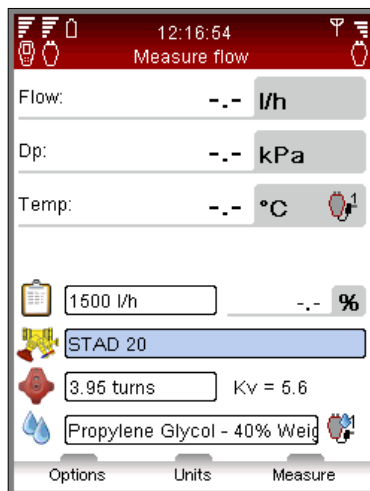 12:16:54
Measure flow
Flow: -.- l/h
Dp: -.- kPa
Temp: -.- °C 1
1500 l/h -.- %
STAD 20
3.95 turns Kv = 5.6
Propylene Glycol - 40% Weig
Options Units Measure